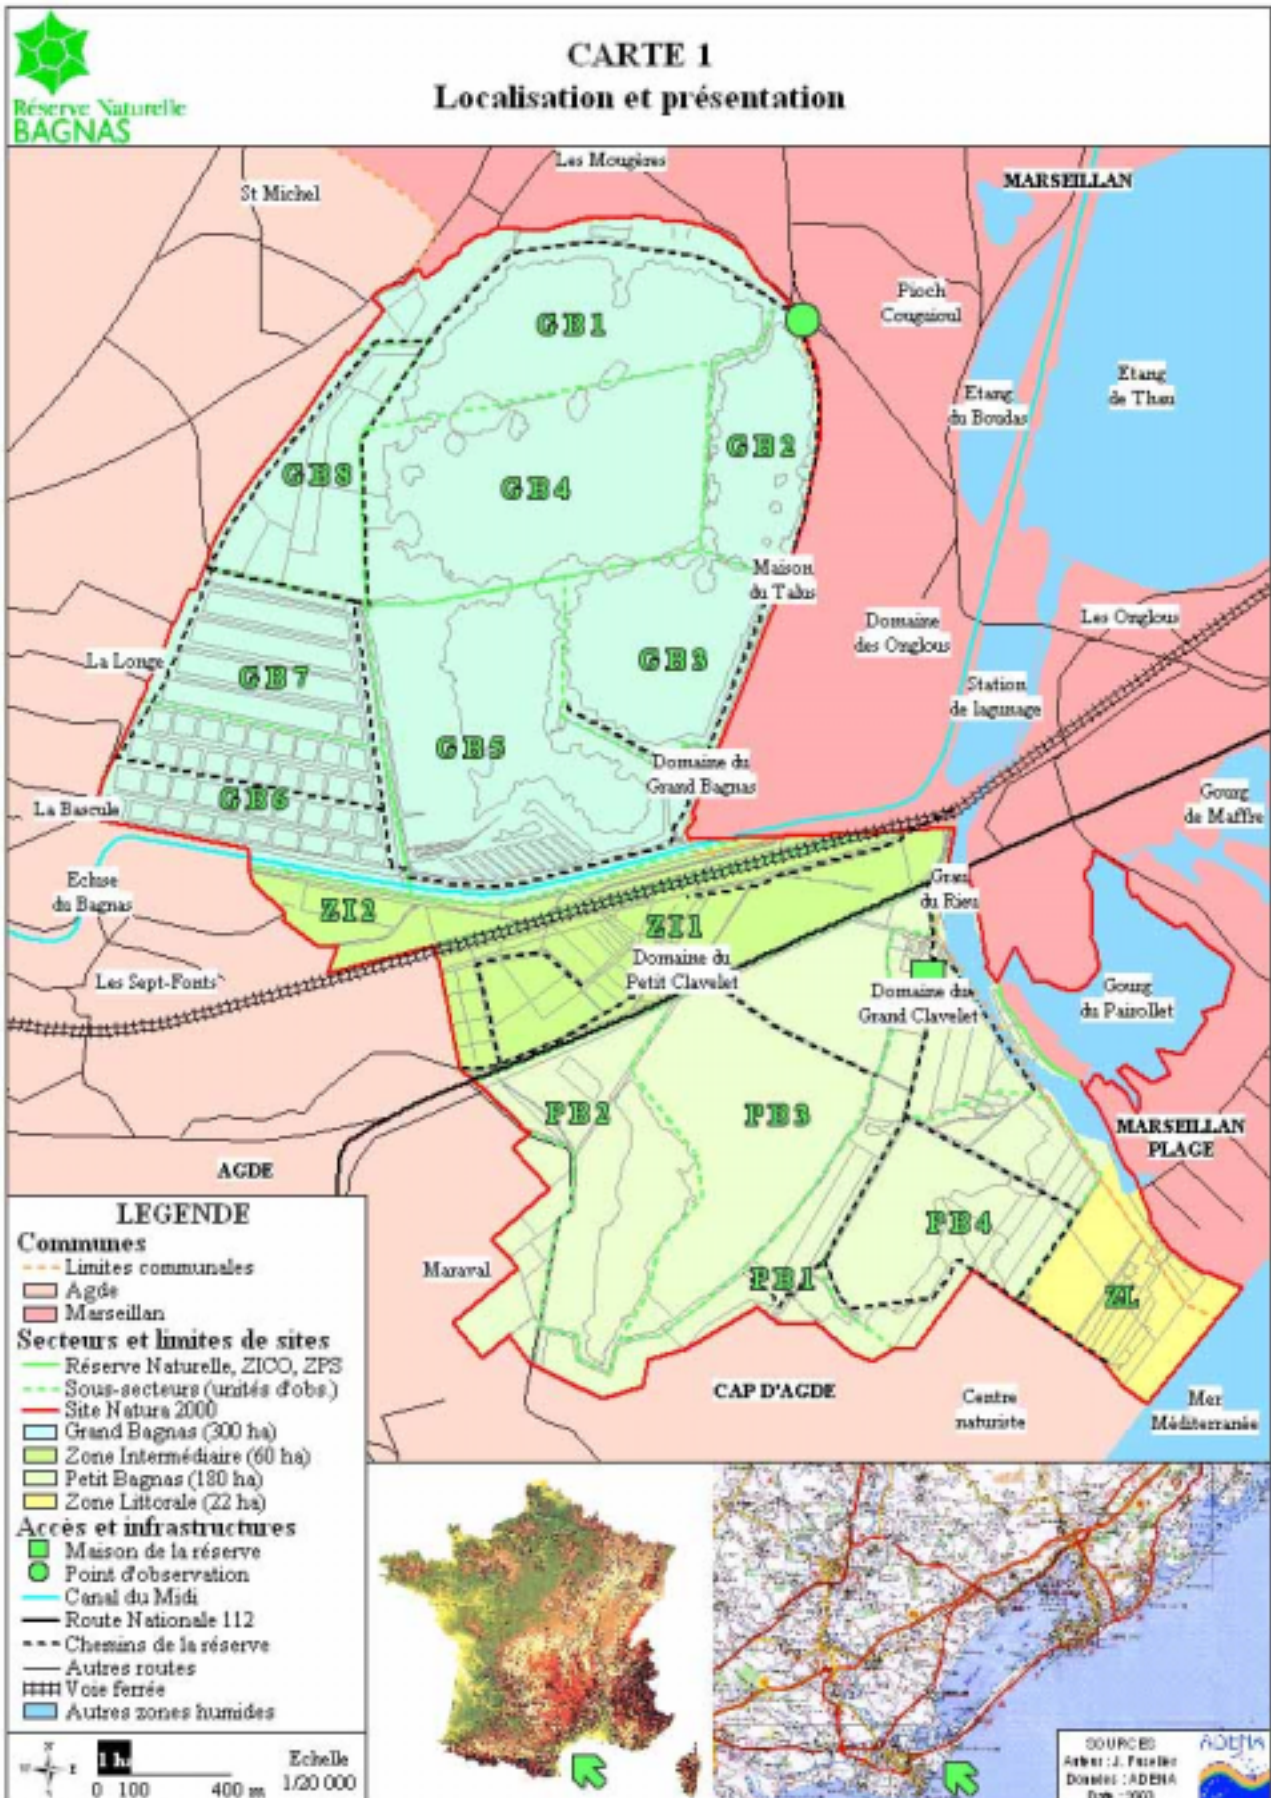 Réserve Naturelle
BAGNAS
CARTE 1
Localisation et présentation
Les Mougères
St Michel
MARSEILLAN
Pioch
Couguioul
GB1
Etang
de Thau
Etang
du Boudas
GB2
GB8
GB4
Maison
du Talus
Domaine
des Onglous
Les Onglous
La Longe
GB7
GB3
Station
de lagunage
GB5
Domaine du
Grand Bagnas
GB6
La Bascule
Gourg
de Maffre
Ecluse
du Bagnas
Grau
du Rieu
ZI2
ZI1
Domaine du
Petit Clavelet
Les Sept-Fonts
Domaine du
Grand Clavelet
Gourg
du Pairollet
PB2
PB3
MARSEILLAN
PLAGE
AGDE
PB4
Maraval
PB1
ZL
CAP D'AGDE
Centre
naturiste
Mer
Méditerranée
LEGENDE
Communes
Limites communales
Agde
Marseillan
Secteurs et limites de sites
Réserve Naturelle, ZICO, ZPS
Sous-secteurs (unités d'obs.)
Site Natura 2000
Grand Bagnas (300 ha)
Zone Intermédiaire (60 ha)
Petit Bagnas (180 ha)
Zone Littorale (22 ha)
Accès et infrastructures
Maison de la réserve
Point d'observation
Canal du Midi
Route Nationale 112
Chemins de la réserve
Autres routes
Voie ferrée
Autres zones humides
N
W E
1 ha
0 100 400 m
Echelle
1/20 000
SOURCES
Données : ADENA
ADENA